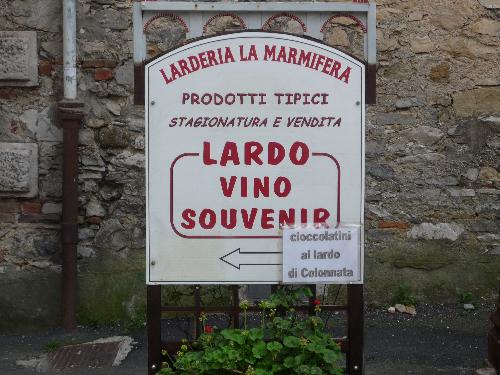 LARDERIA LA MARMIFERA
PRODOTTI TIPICI
STAGIONATURA E VENDITA
LARDO
VINO
SOUVENIR
cioccolatini
al lardo
di Colonnata